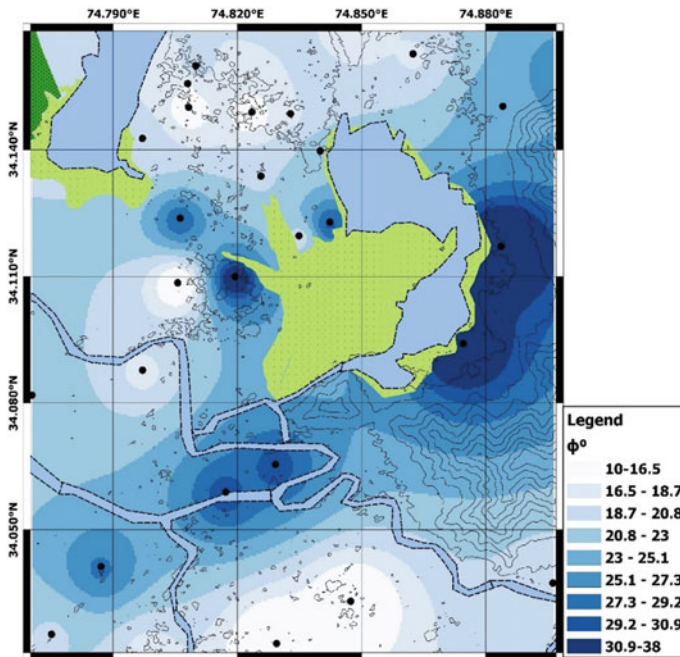 74.790°E 74.820°E 74.850°E 74.880°E
34.140°N
34.110°N
34.080°N
34.050°N
Legend
ϕ⁰
10-16.5
16.5 - 18.7
18.7 - 20.8
20.8 - 23
23 - 25.1
25.1 - 27.3
27.3 - 29.2
29.2 - 30.9
30.9-38